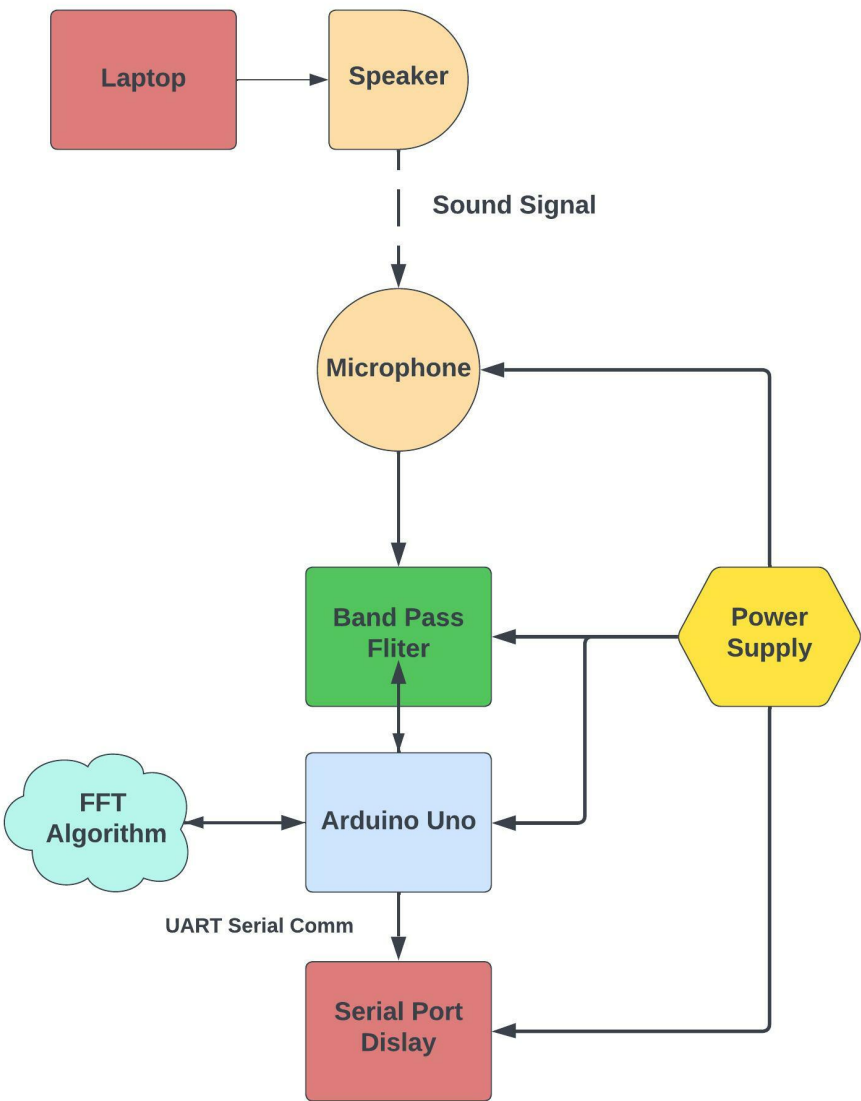 Laptop
Speaker
Sound Signal
Microphone
Band Pass
Fliter
Power
Supply
FFT
Algorithm
Arduino Uno
UART Serial Comm
Serial Port
Dislay